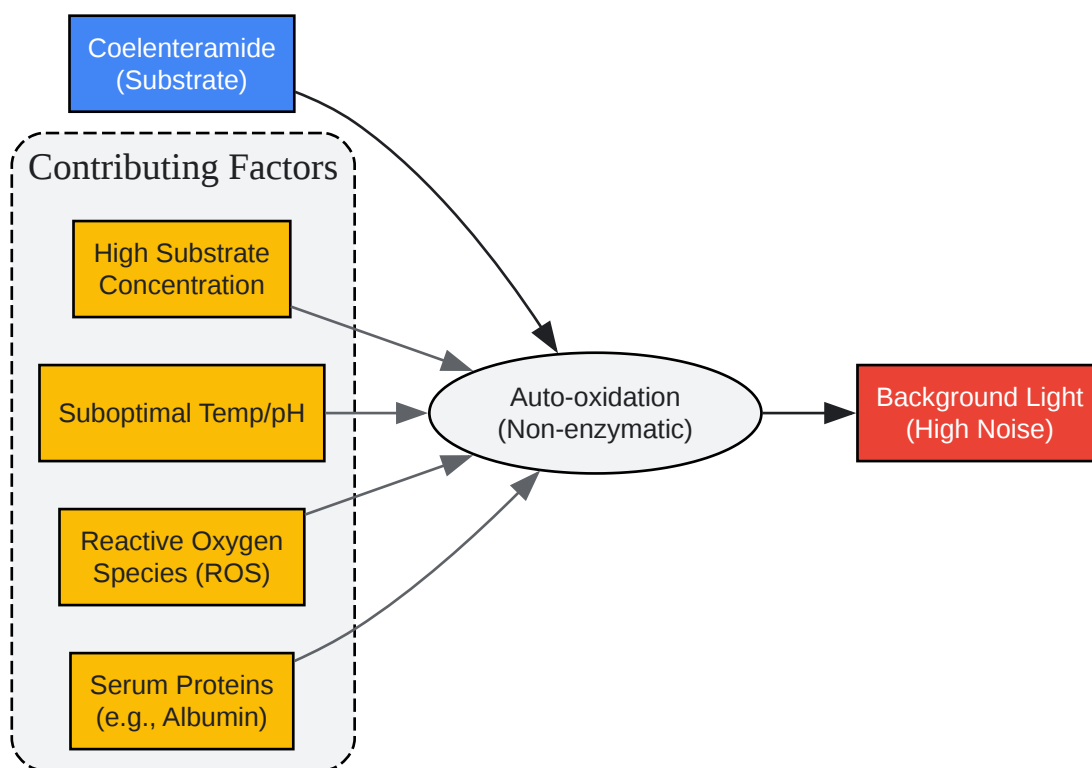 Coelenteramide
(Substrate)
Contributing Factors
High Substrate
Concentration
Suboptimal Temp/pH
Reactive Oxygen
Species (ROS)
Serum Proteins
(e.g., Albumin)
Auto-oxidation
(Non-enzymatic)
Background Light
(High Noise)